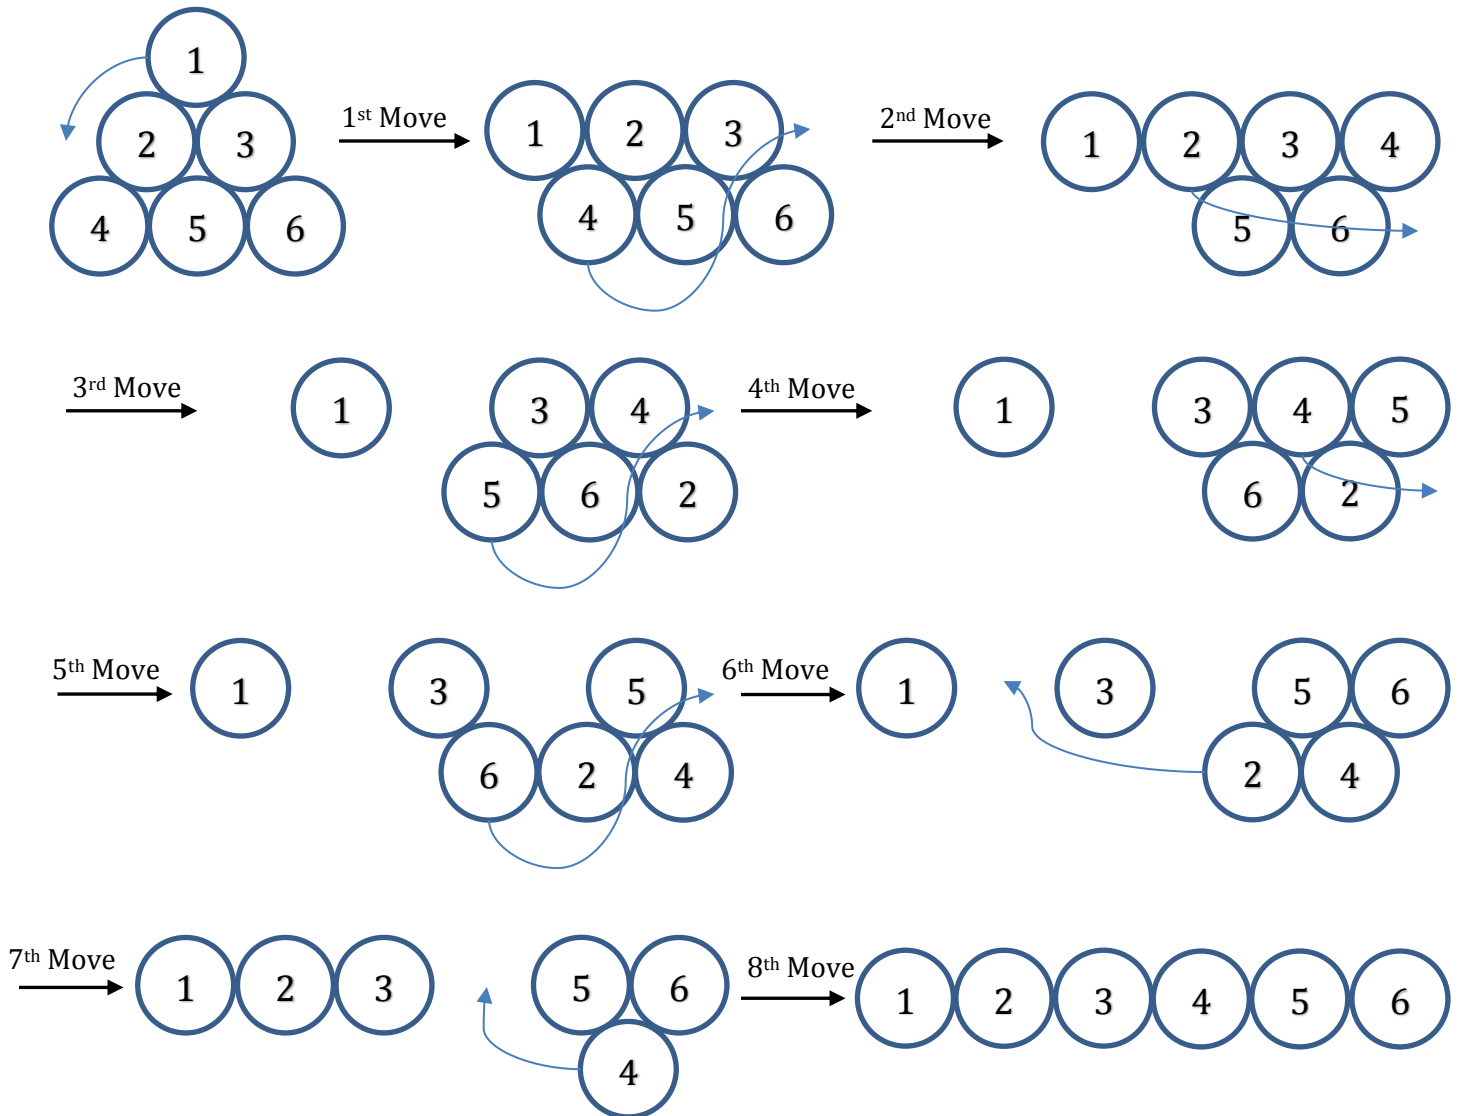 1
2 3
4 5 6
1st Move
1 2 3
4 5 6
2nd Move
1 2 3 4
5 6
3rd Move
1 3 4
5 6 2
4th Move
1 3 4 5
6 2
5th Move
1 3 5
6 2 4
6th Move
1 3 5 6
2 4
7th Move
1 2 3 5 6
4
8th Move
1 2 3 4 5 6